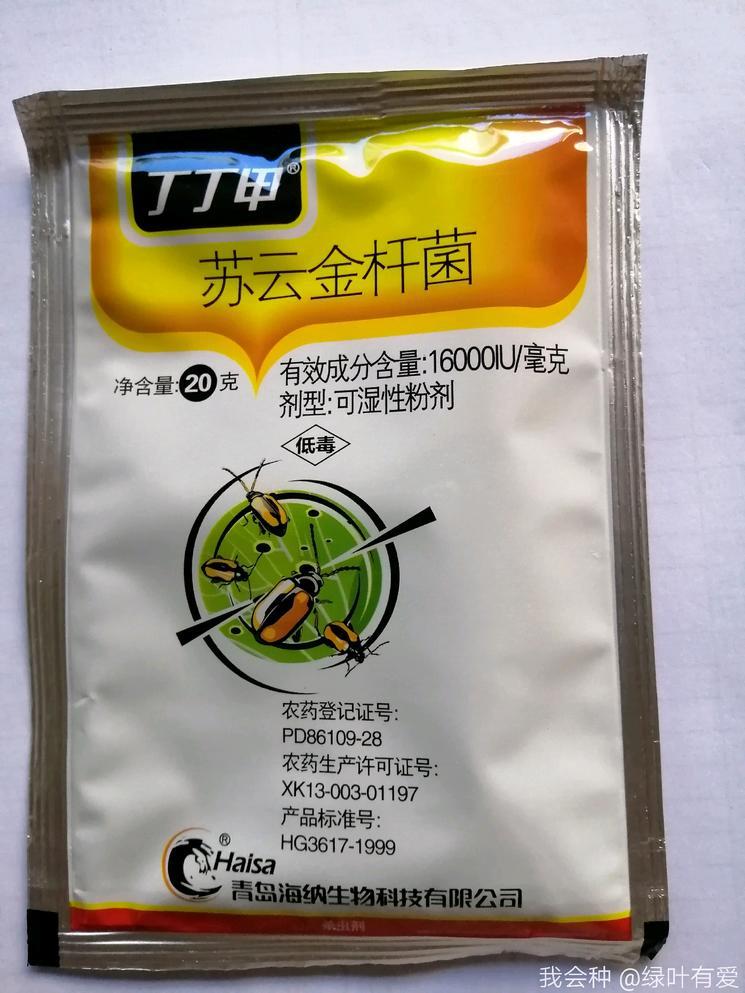 丁丁甲®
苏云金杆菌
净含量:20克
有效成分含量:16000IU/毫克
剂型:可湿性粉剂
低毒
农药登记证号:
PD86109-28
农药生产许可证号:
XK13-003-01197
产品标准号:
HG3617-1999
®
Haisa
青岛海纳生物科技有限公司
杀虫剂
我会种 @绿叶有爱